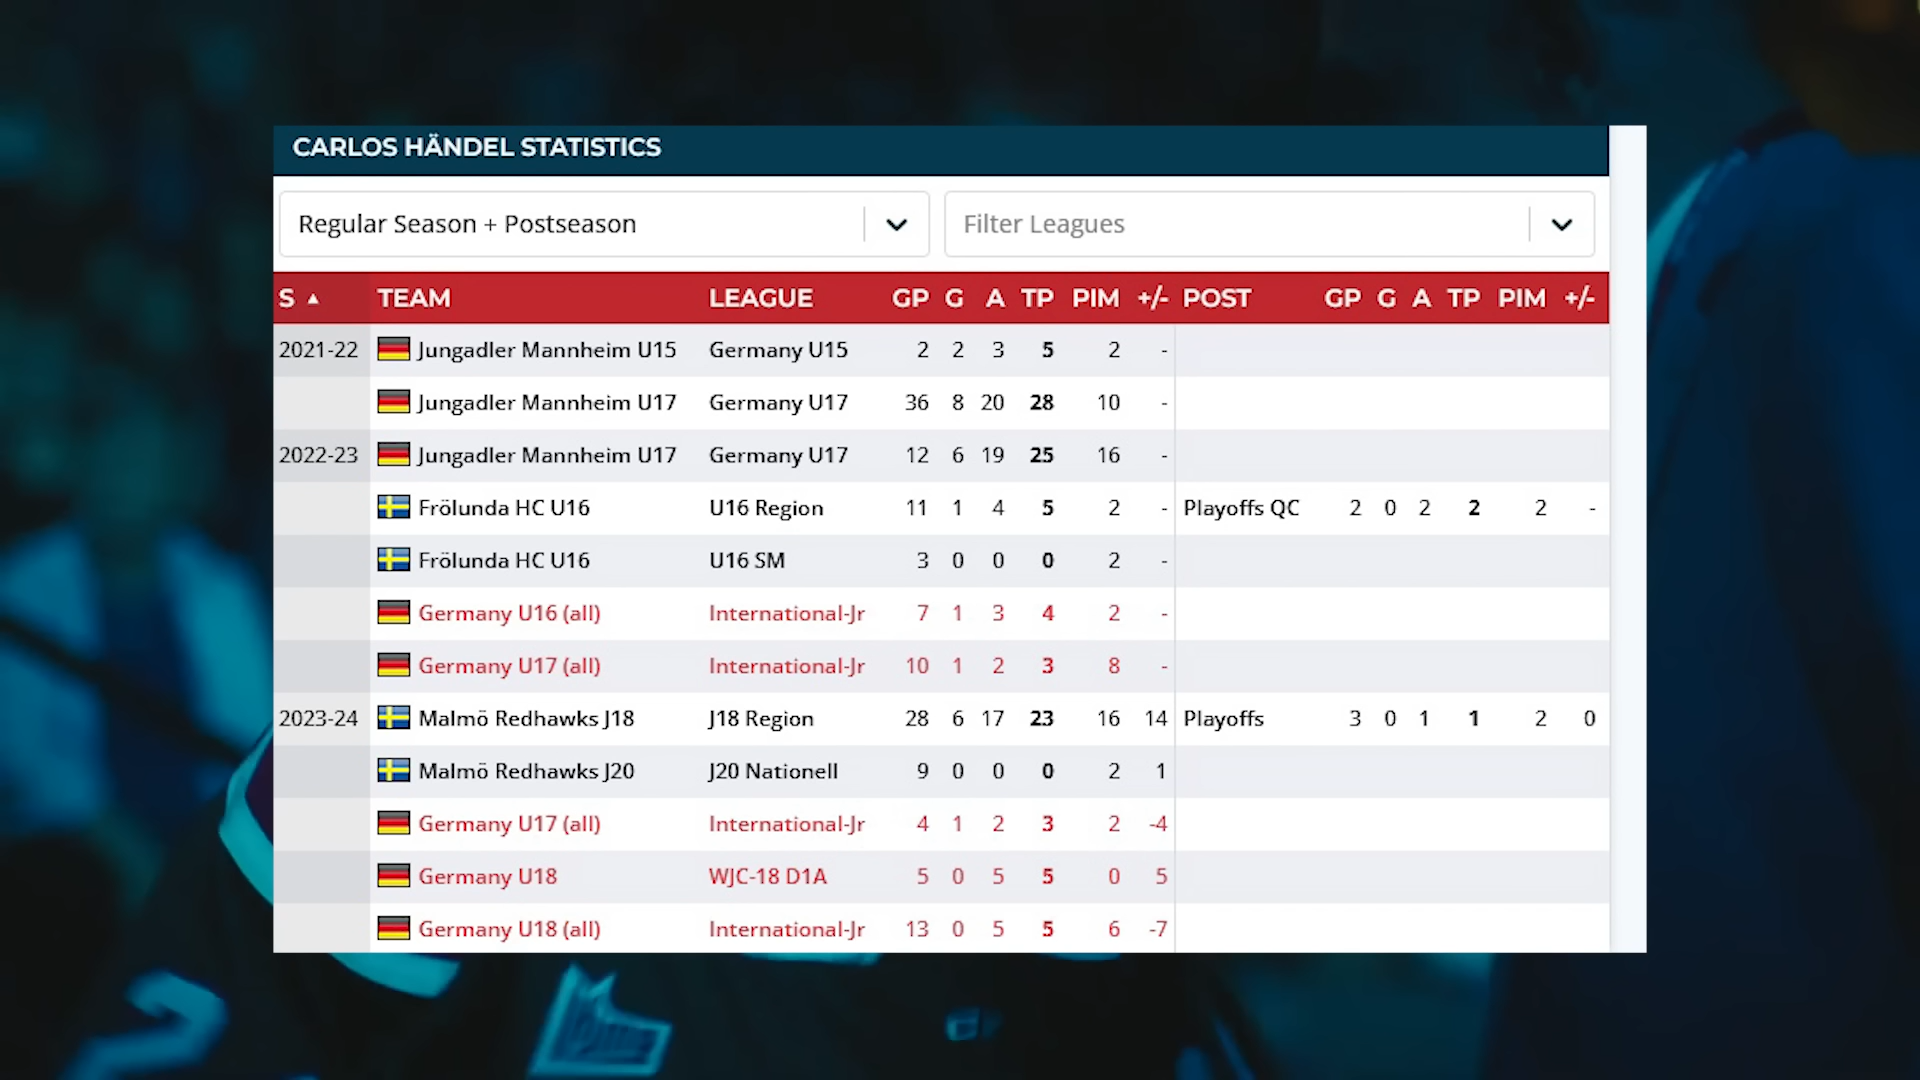 CARLOS HÄNDEL STATISTICS
Regular Season + Postseason Filter Leagues
S ▲ TEAM LEAGUE GP G A TP PIM +/- POST GP G A TP PIM +/-
2021-22 Jungadler Mannheim U15 Germany U15 2 2 3 5 2 -
Jungadler Mannheim U17 Germany U17 36 8 20 28 10 -
2022-23 Jungadler Mannheim U17 Germany U17 12 6 19 25 16 -
Frölunda HC U16 U16 Region 11 1 4 5 2 - Playoffs QC 2 0 2 2 2 -
Frölunda HC U16 U16 SM 3 0 0 0 2 -
Germany U16 (all) International-Jr 7 1 3 4 2 -
Germany U17 (all) International-Jr 10 1 2 3 8 -
2023-24 Malmö Redhawks J18 J18 Region 28 6 17 23 16 14 Playoffs 3 0 1 1 2 0
Malmö Redhawks J20 J20 Nationell 9 0 0 0 2 1
Germany U17 (all) International-Jr 4 1 2 3 2 -4
Germany U18 WJC-18 D1A 5 0 5 5 0 5
Germany U18 (all) International-Jr 13 0 5 5 6 -7